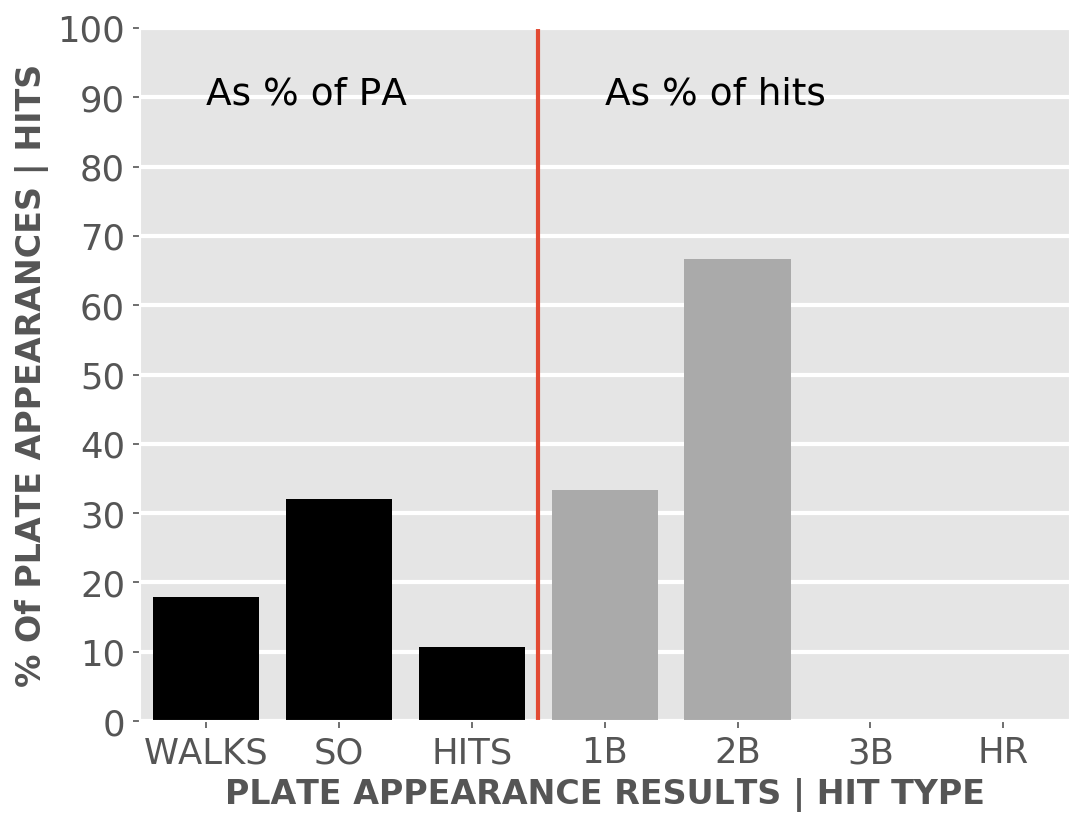 % Of PLATE APPEARANCES | HITS
100
90
80
70
60
50
40
30
20
10
0
As % of PA
As % of hits
WALKS SO HITS 1B 2B 3B HR
PLATE APPEARANCE RESULTS | HIT TYPE